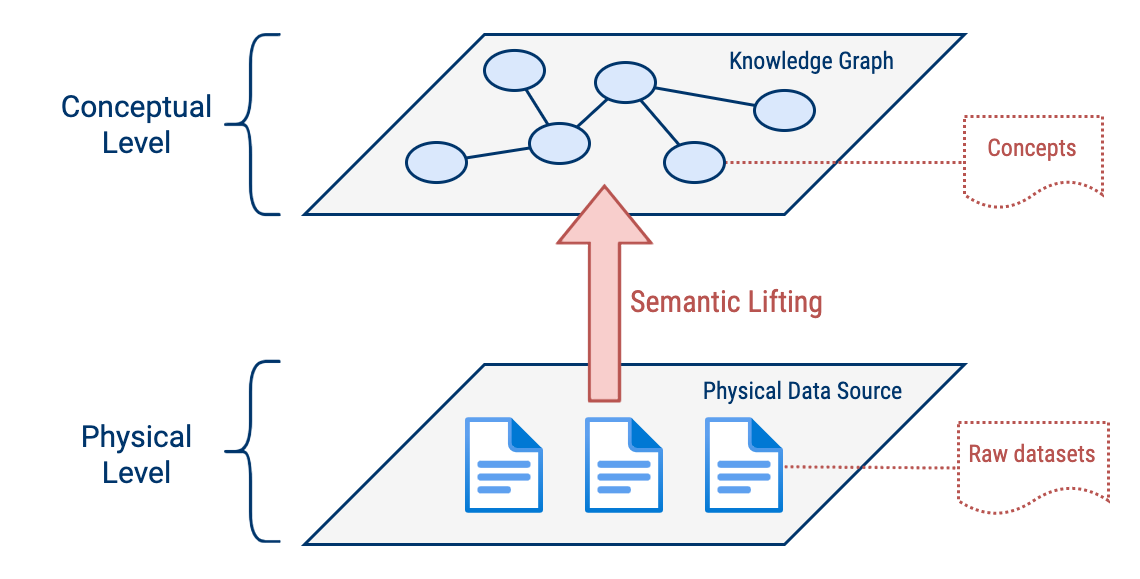 Knowledge Graph
Conceptual
Level
Concepts
Semantic Lifting
Physical Data Source
Physical
Level
Raw datasets